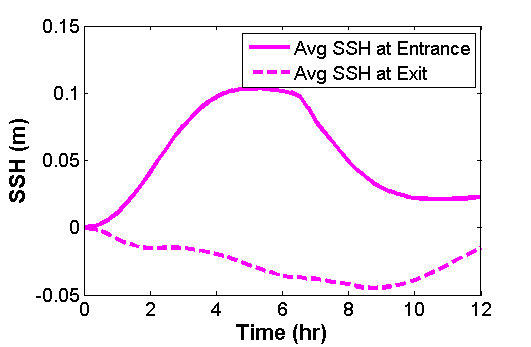 0.15
Avg SSH at Entrance
Avg SSH at Exit
0.1
0.05
0
-0.05
SSH (m)
0 2 4 6 8 10 12
Time (hr)